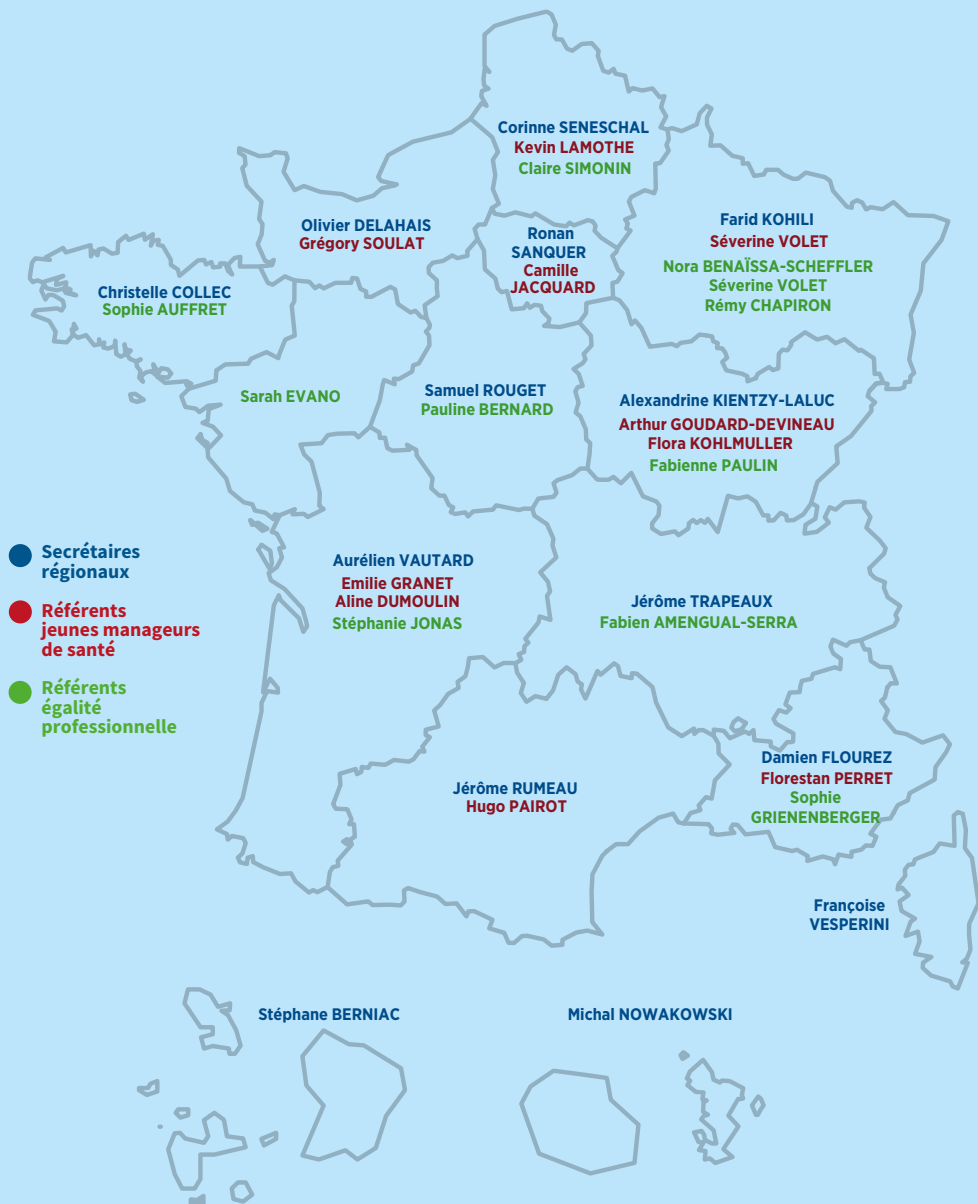 Corinne SENESCHAL
Kevin LAMOTHE
Claire SIMONIN
Olivier DELAHAIS
Grégory SOULAT
Ronan
SANQUER
Camille
JACQUARD
Farid KOHILI
Séverine VOLET
Nora BENAÏSSA-SCHEFFLER
Séverine VOLET
Rémy CHAPIRON
Christelle COLLEC
Sophie AUFFRET
Sarah EVANO
Samuel ROUGET
Pauline BERNARD
Alexandrine KIENTZY-LALUC
Arthur GOUDARD-DEVINEAU
Flora KOHLMULLER
Fabienne PAULIN
Secrétaires
régionaux
Référents
jeunes manageurs
de santé
Référents
égalité
professionnelle
Aurélien VAUTARD
Emilie GRANET
Aline DUMOULIN
Stéphanie JONAS
Jérôme TRAPEAUX
Fabien AMENGUAL-SERRA
Jérôme RUMEAU
Hugo PAIROT
Damien FLOUREZ
Florestan PERRET
Sophie
GRIENENBERGER
Françoise
VESPERINI
Stéphane BERNIAC
Michal NOWAKOWSKI